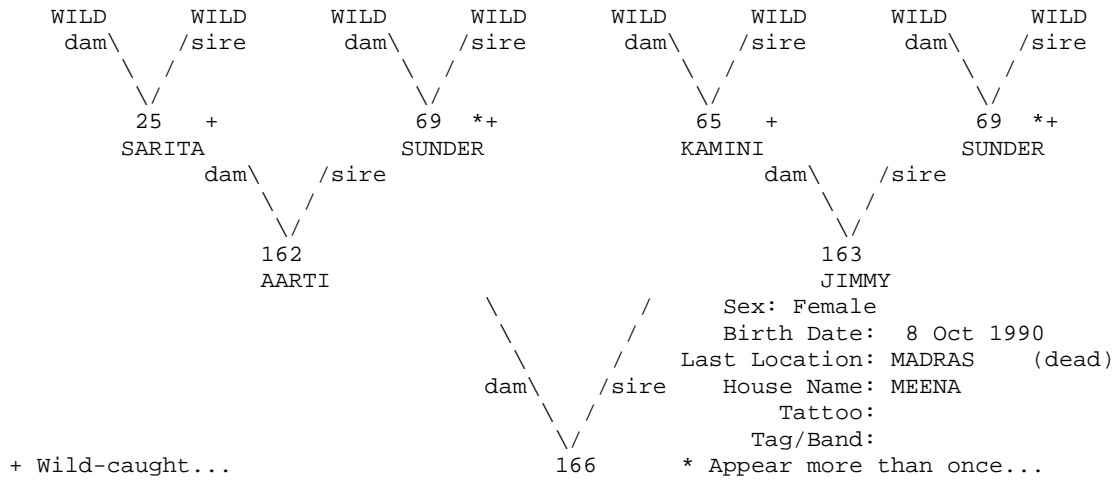 WILD WILD WILD WILD WILD WILD WILD WILD
dam\ /sire dam\ /sire dam\ /sire dam\ /sire
\ / \ / \ / \ /
\/ \/ \/ \/
25 + 69 *+ 65 + 69 *+
SARITA SUNDER KAMINI SUNDER
dam\ /sire dam\ /sire
\ / \ /
\/ \/
162 163
AARTI JIMMY
\ / Sex: Female
\ / Birth Date: 8 Oct 1990
\ / Last Location: MADRAS (dead)
dam\ /sire House Name: MEENA
\ / Tattoo:
\/ Tag/Band:
+ Wild-caught... 166 * Appear more than once...